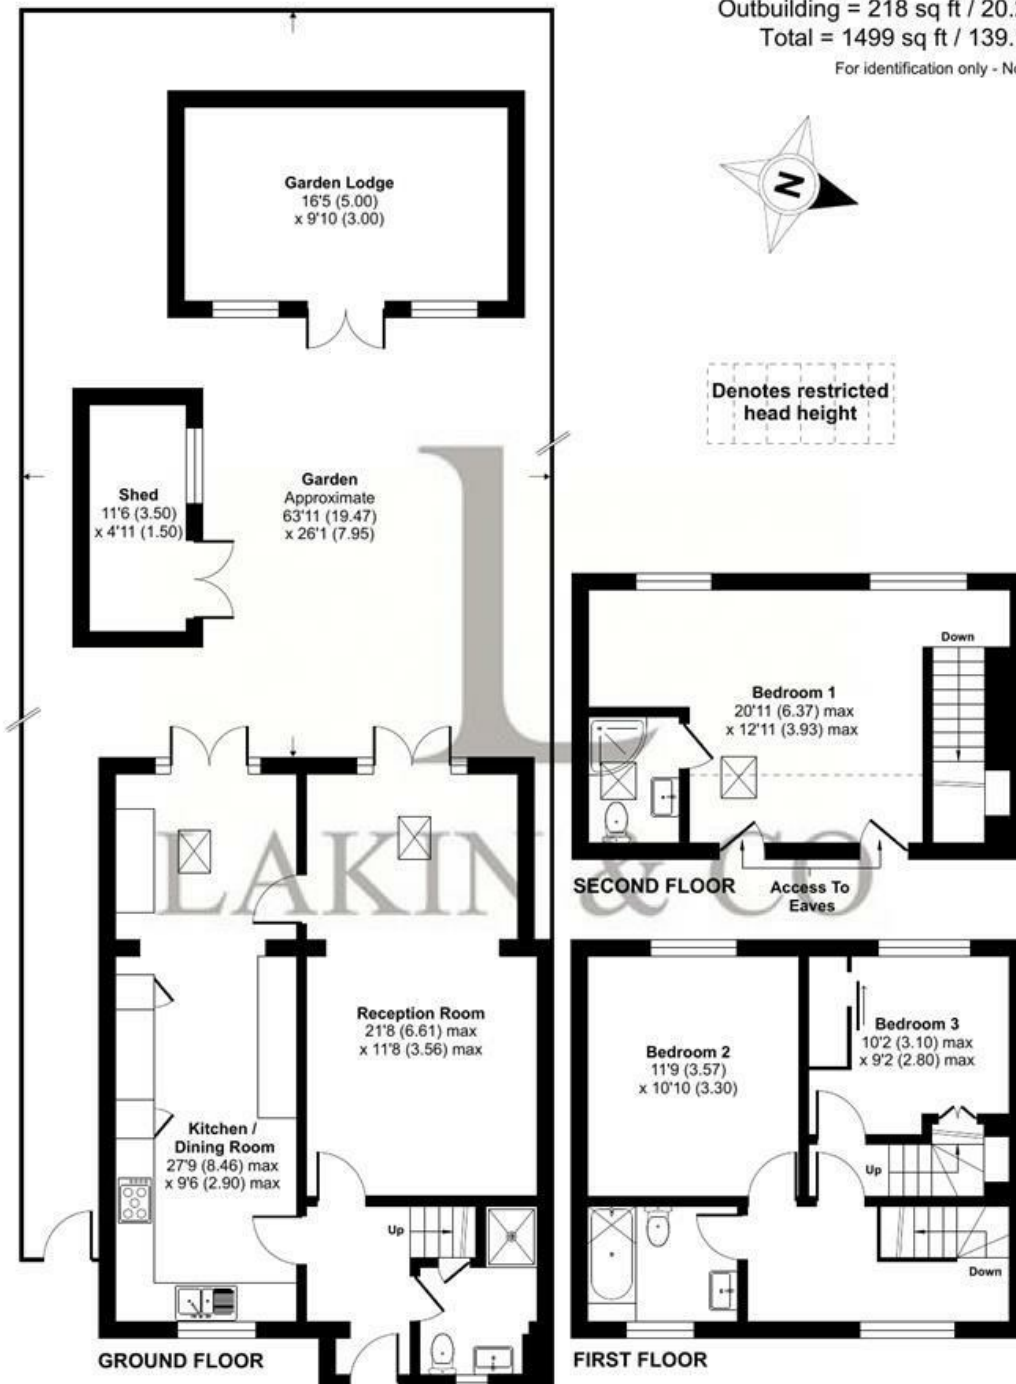 Outbuilding = 218 sq ft / 20.
Total = 1499 sq ft / 139.
For identification only - No
N
Garden Lodge
16'5 (5.00)
x 9'10 (3.00)
Denotes restricted
head height
Shed
11'6 (3.50)
x 4'11 (1.50)
Garden
Approximate
63'11 (19.47)
x 26'1 (7.95)
L
LAKIN & CO
Down
Bedroom 1
20'11 (6.37) max
x 12'11 (3.93) max
SECOND FLOOR
Access To
Eaves
Reception Room
21'8 (6.61) max
x 11'8 (3.56) max
Kitchen /
Dining Room
27'9 (8.46) max
x 9'6 (2.90) max
Up
GROUND FLOOR
Bedroom 2
11'9 (3.57)
x 10'10 (3.30)
Bedroom 3
10'2 (3.10) max
x 9'2 (2.80) max
Up
Down
FIRST FLOOR